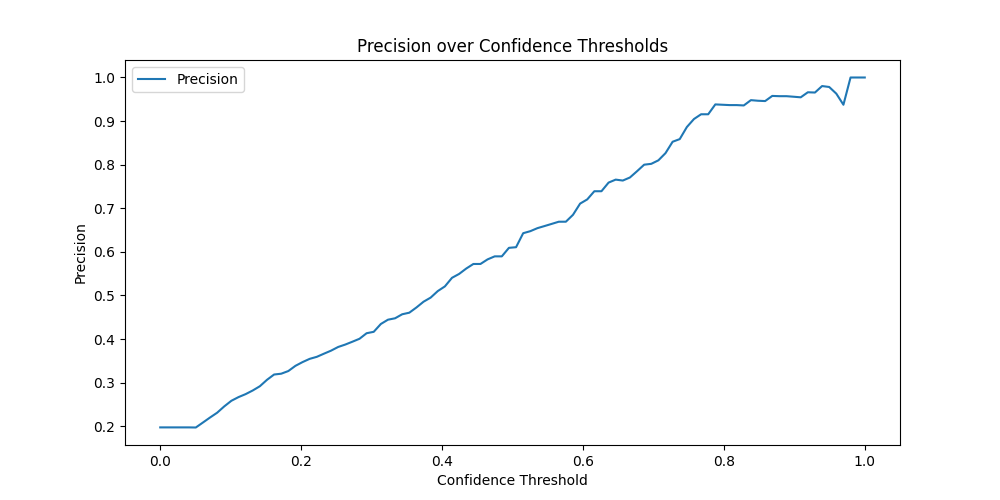 Precision over Confidence Thresholds
Precision
1.0
0.9
0.8
0.7
0.6
0.5
0.4
0.3
0.2
Precision
0.0 0.2 0.4 0.6 0.8 1.0
Confidence Threshold